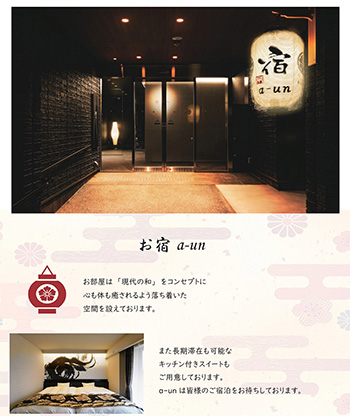 宿
a-un
お宿 a-un
お部屋は「現代の和」をコンセプトに
心も体も癒されるよう落ち着いた
空間を設えております。
また長期滞在も可能な
キッチン付きスイートも
ご用意しております。
a-un は皆様のご宿泊をお待ちしております。